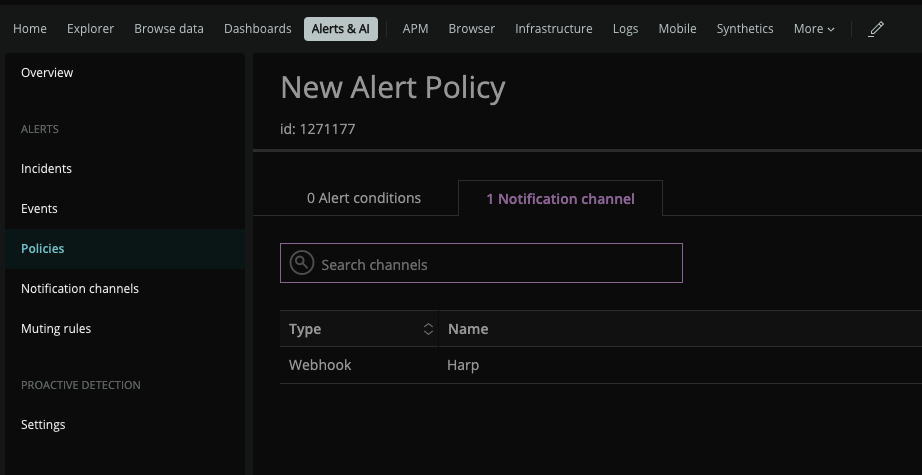 Home Explorer Browse data Dashboards Alerts & AI APM Browser Infrastructure Logs Mobile Synthetics More
Overview
ALERTS
Incidents
Events
Policies
Notification channels
Muting rules
PROACTIVE DETECTION
Settings
New Alert Policy
id: 1271177
0 Alert conditions 1 Notification channel
Search channels
Type Name
Webhook Harp